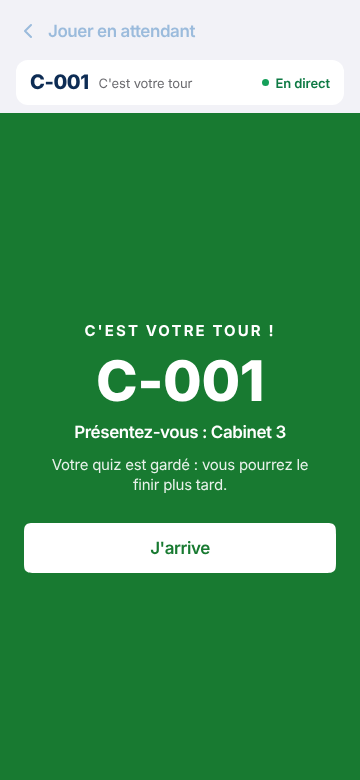 Jouer en attendant
C-001 C'est votre tour En direct
C'EST VOTRE TOUR !
C-001
Présentez-vous : Cabinet 3
Votre quiz est gardé : vous pourrez le
finir plus tard.
J'arrive